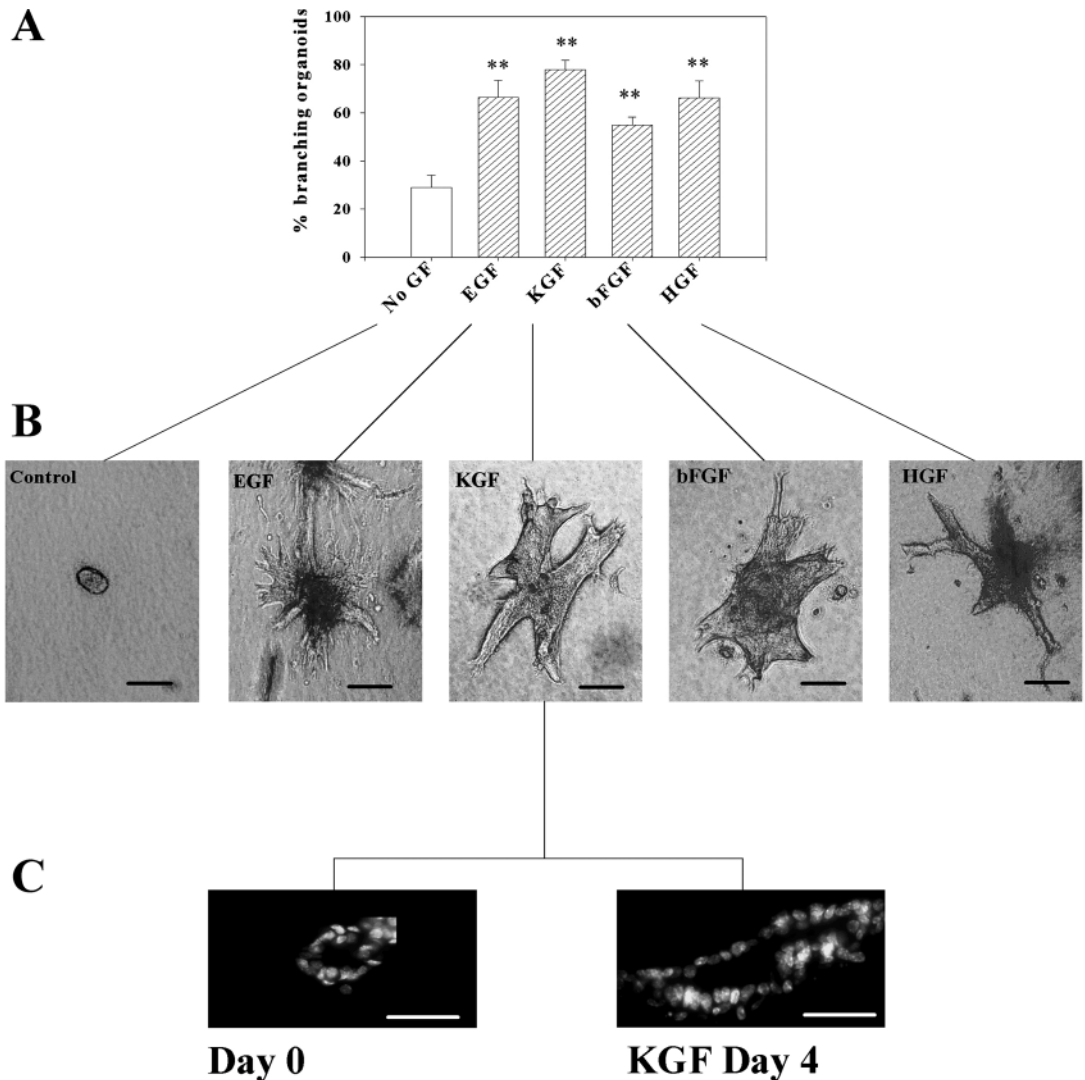 A
% branching organoids
100
80
60
40
20
0
**
**
**
**
No GF
EGF
KGF
bFGF
HGF
B
Control
EGF
KGF
bFGF
HGF
C
Day 0
KGF Day 4